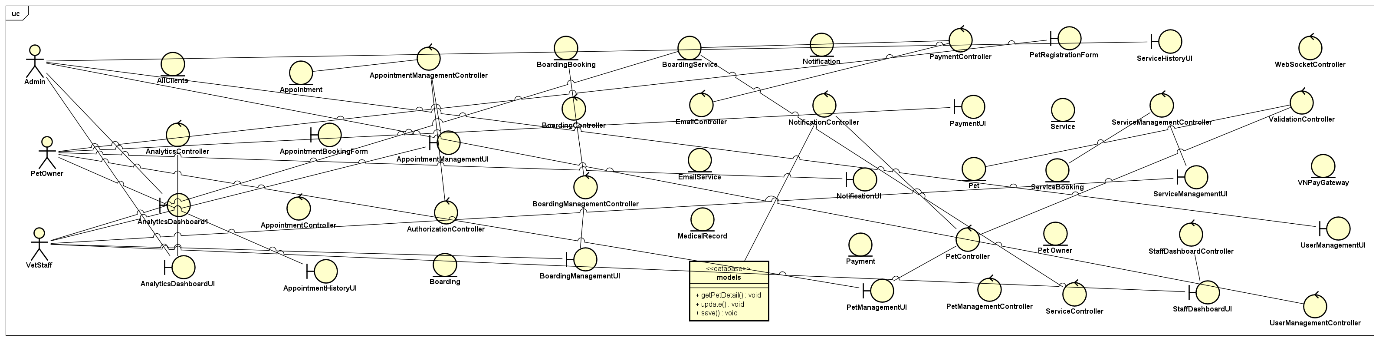 uc
Admin
AllClients
Appointment
AppointmentManagementController
BoardingBooking
BoardingService
Notification
PaymentController
PetRegistrationForm
ServiceHistoryUI
WebSocketController
PetOwner
AnalyticsController
AppointmentBookingForm
AppointmentManagementUI
BoardingController
EmailController
NotificationController
PaymentUI
Service
ServiceManagementController
ValidationController
EmailService
NotificationUI
Pet
ServiceBooking
ServiceManagementUI
VNPayGateway
VetStaff
AnalyticsDashboard
AppointmentController
AuthorizationController
BoardingManagementController
MedicalRecord
Payment
PetController
Pet Owner
StaffDashboardController
UserManagementUI
AnalyticsDashboardUI
AppointmentHistoryUI
Boarding
BoardingManagementUI
<<database>>
models
+ getPetDetail() : void
+ update() : void
+ save() : void
PetManagementUI
PetManagementController
ServiceController
StaffDashboardUI
UserManagementController